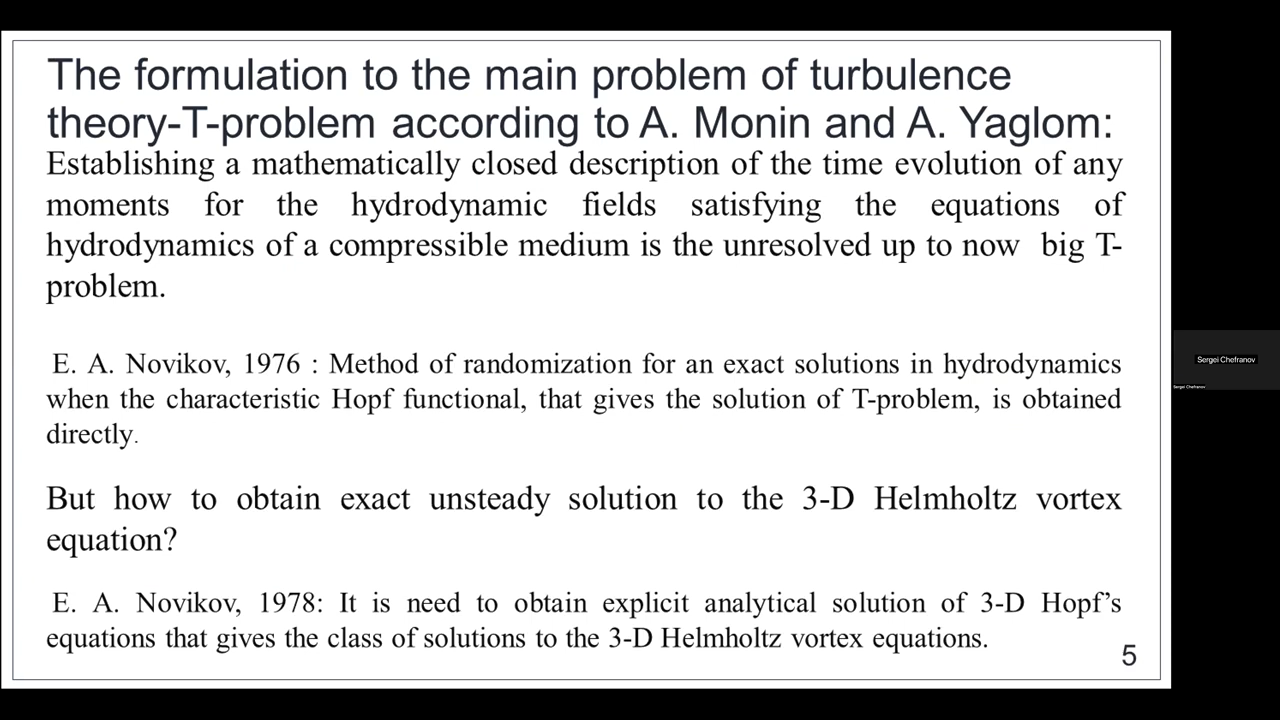 The formulation to the main problem of turbulence
theory-T-problem according to A. Monin and A. Yaglom:
Establishing a mathematically closed description of the time evolution of any
moments for the hydrodynamic fields satisfying the equations of
hydrodynamics of a compressible medium is the unresolved up to now big T-
problem.
E. A. Novikov, 1976 : Method of randomization for an exact solutions in hydrodynamics
when the characteristic Hopf functional, that gives the solution of T-problem, is obtained
directly.
But how to obtain exact unsteady solution to the 3-D Helmholtz vortex
equation?
E. A. Novikov, 1978: It is need to obtain explicit analytical solution of 3-D Hopf’s
equations that gives the class of solutions to the 3-D Helmholtz vortex equations.
5
Sergei Chefranov
Sergei Chefranov